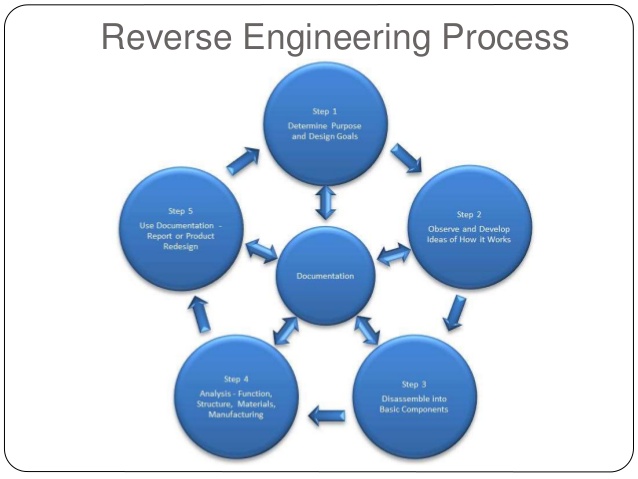 Reverse Engineering Process
Step 1
Determine Purpose
and Design Goals
Step 2
Observe and Develop
Ideas of How it Works
Step 3
Disassemble into
Basic Components
Step 4
Analysis - Function,
Structure, Materials,
Manufacturing
Step 5
Use Documentation -
Report or Product
Redesign
Documentation